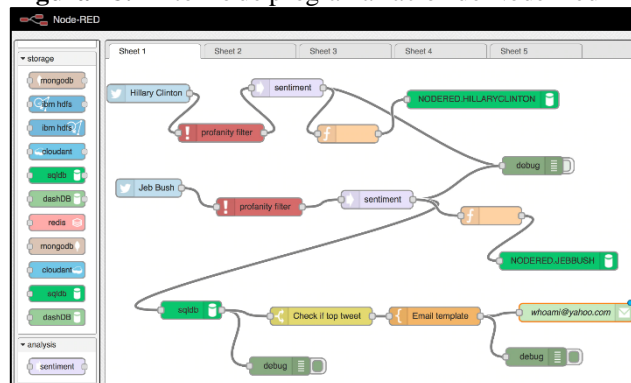 Node-RED
storage
mongodb
ibm hdfs
ibm hdfs
cloudant
sqldb
dashDB
redis
mongodb
cloudant
sqldb
dashDB
analysis
sentiment
Sheet 1
Sheet 2
Sheet 3
Sheet 4
Sheet 5
Hillary Clinton
sentiment
NODERED.HILLARYCLINTON
profanity filter
f
debug
Jeb Bush
profanity filter
sentiment
f
NODERED.JEBBUSH
sqldb
Check if top tweet
Email template
whoami@yahoo.com
debug
debug